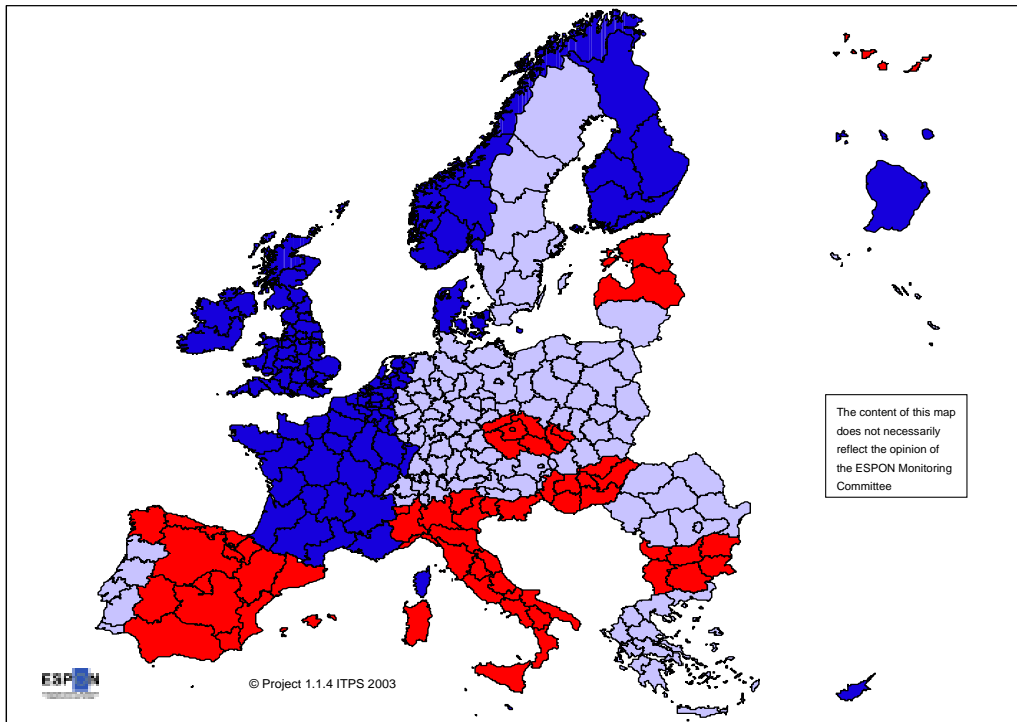 The content of this map
does not necessarily
reflect the opinion of
the ESPON Monitoring
Committee
ESPON
© Project 1.1.4 ITPS 2003